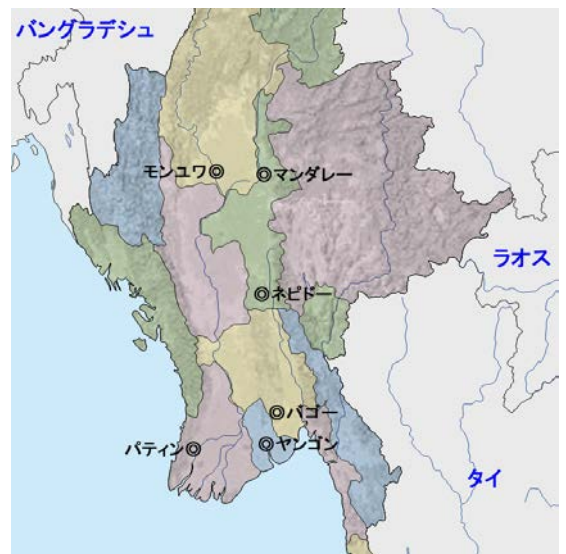 バングラデシュ
モンユワ
マンダレー
ラオス
ネピドー
バゴー
パティン
ヤンゴン
タイ